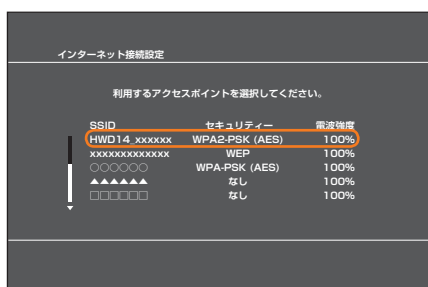 インターネット接続設定
利用するアクセスポイントを選択してください。
SSID セキュリティー 電波強度
HWD14_xxxxxx WPA2-PSK (AES) 100%
xxxxxxxxxxxxx WEP 100%
○○○○○○ WPA-PSK (AES) 100%
▲▲▲▲▲▲ なし 100%
□□□□□□ なし 100%